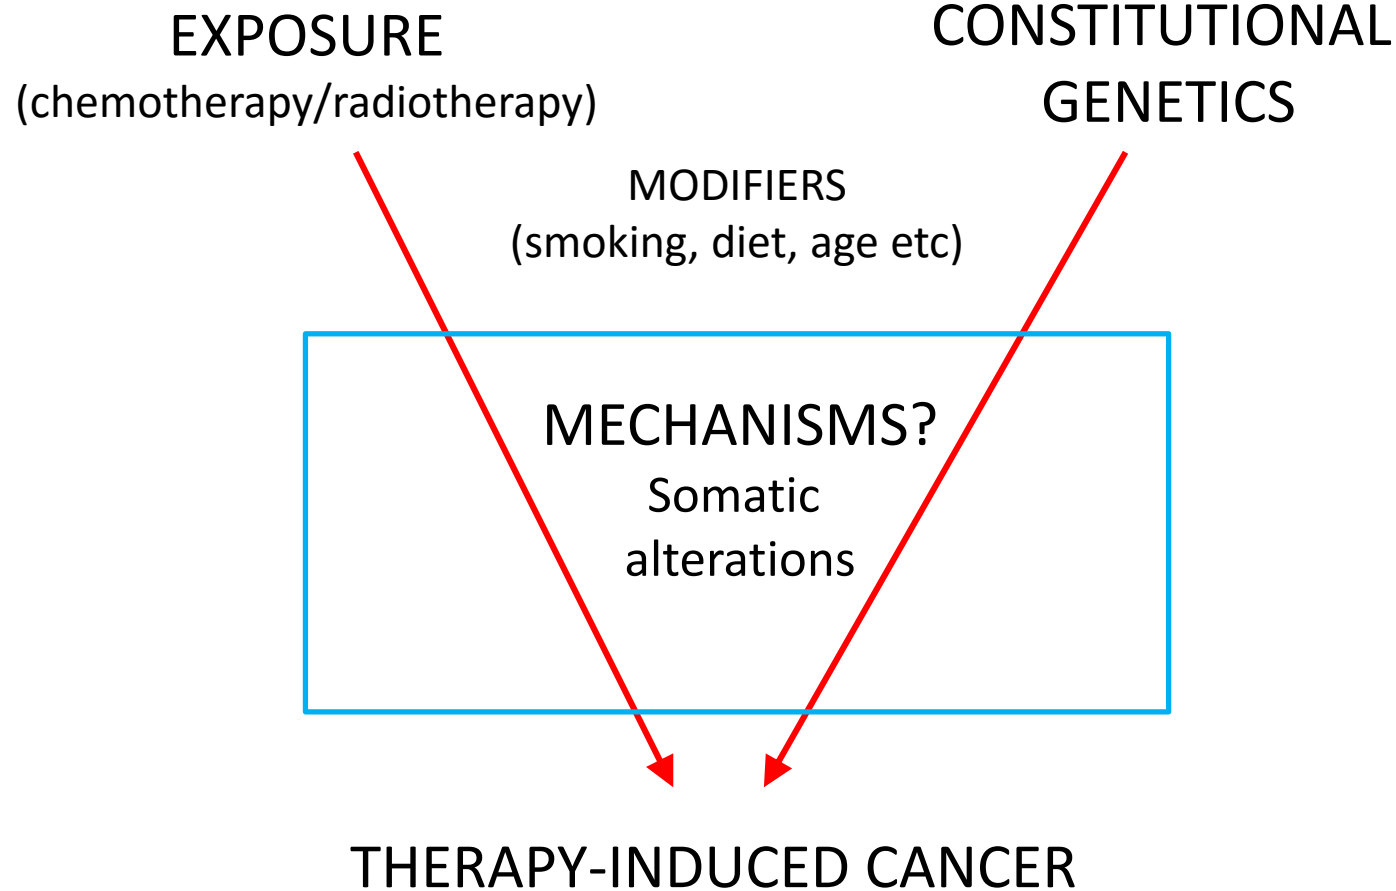 EXPOSURE
(chemotherapy/radiotherapy)
CONSTITUTIONAL
GENETICS
MODIFIERS
(smoking, diet, age etc)
MECHANISMS?
Somatic
alterations
THERAPY-INDUCED CANCER